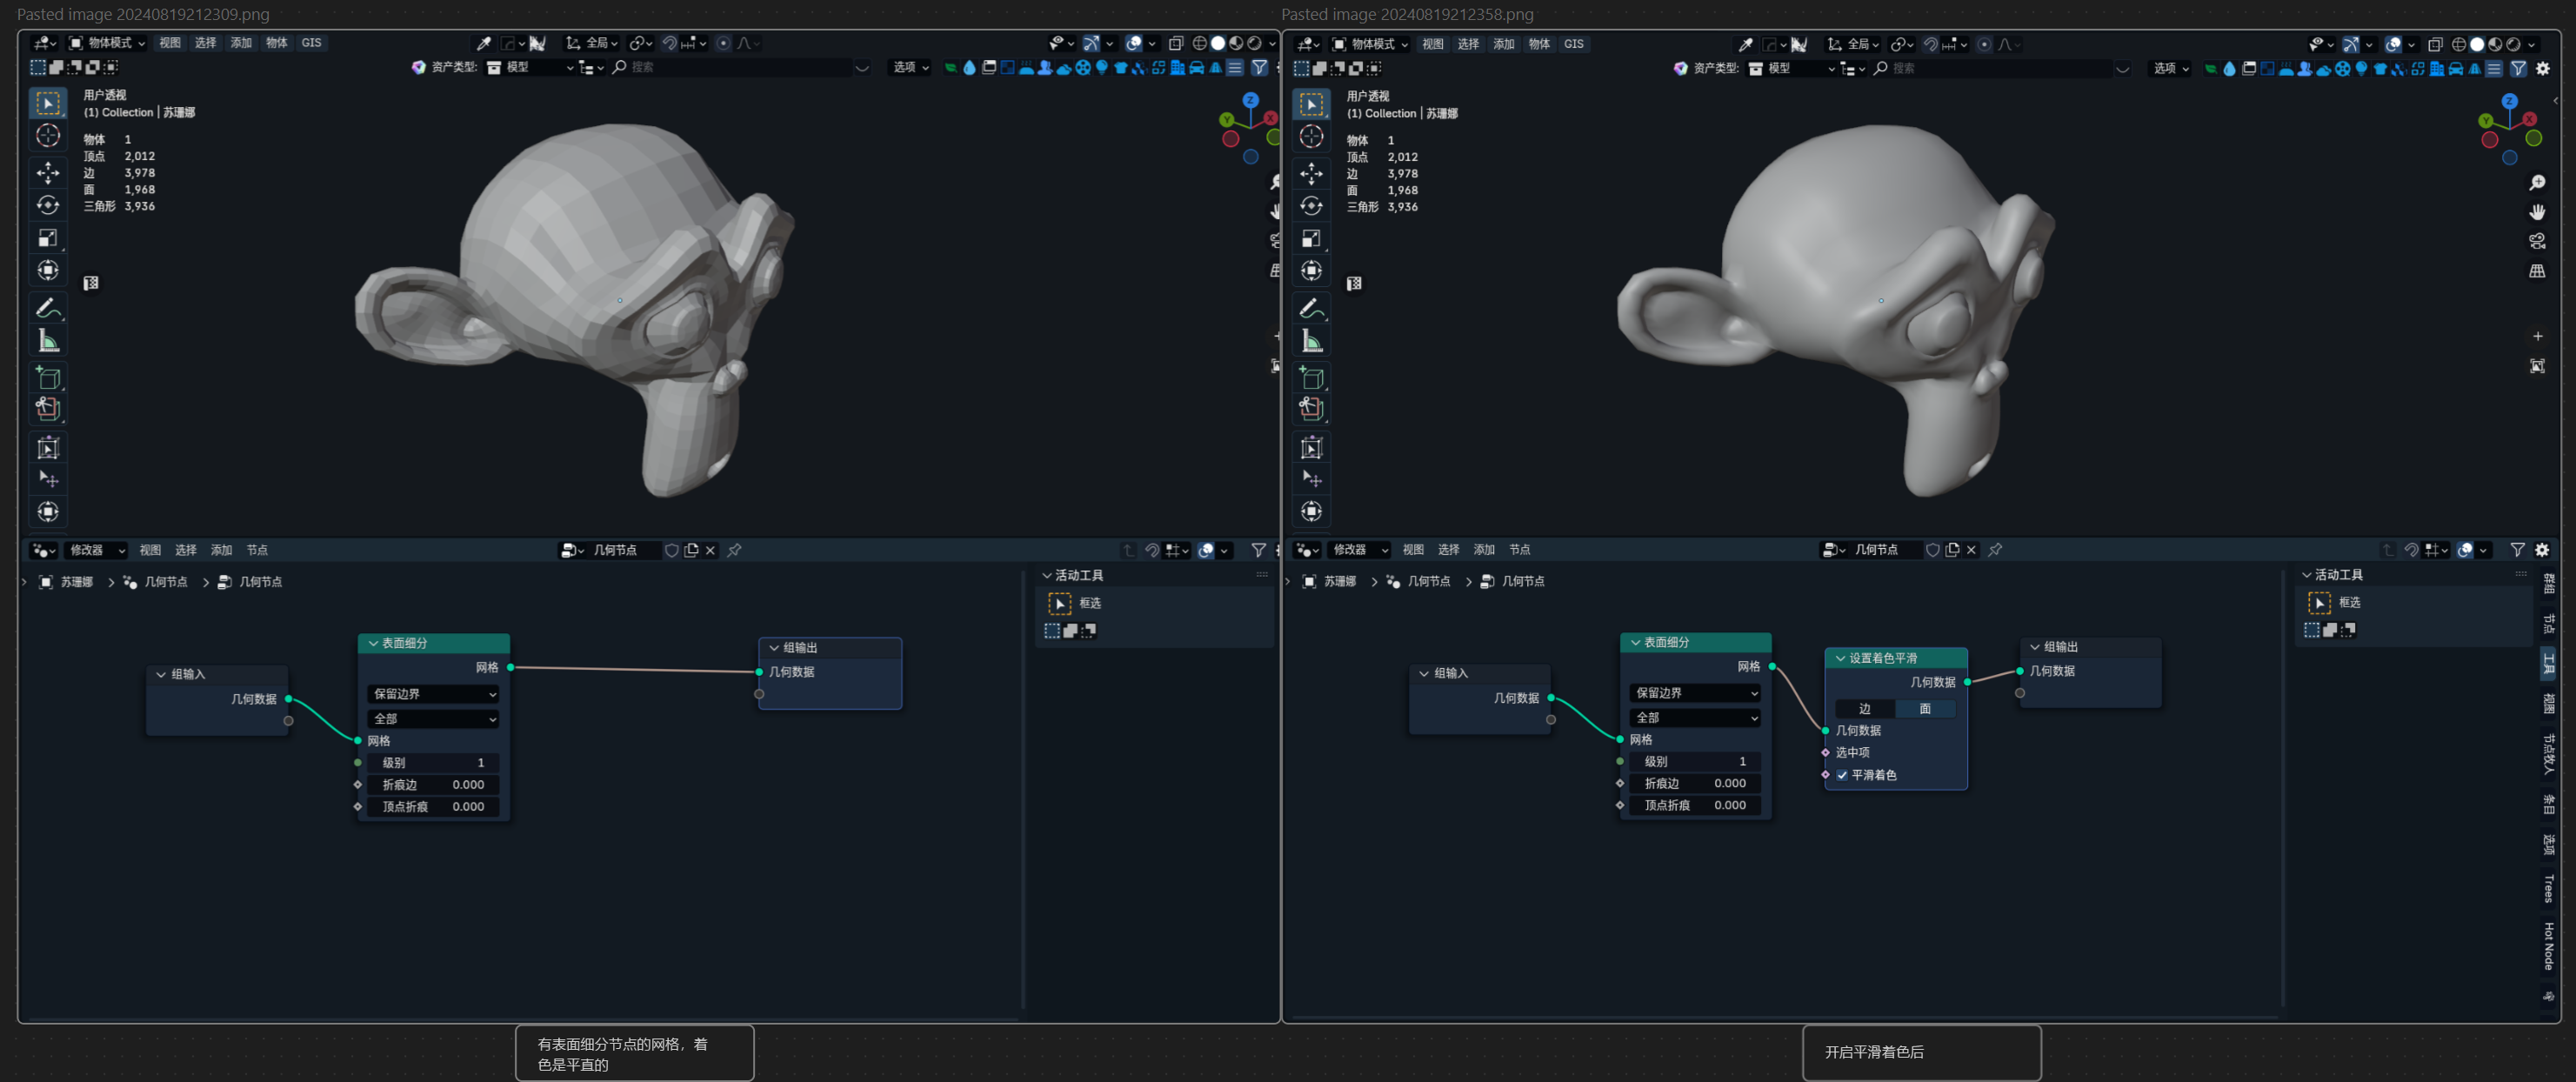 Pasted image 20240819212309.png
物体模式
视图
选择
添加
物体
GIS
全局
资产类型:
模型
搜索
选项
用户透视
(1) Collection | 苏珊娜
物体 1
顶点 2,012
边 3,978
面 1,968
三角形 3,936
Z
Y
X
修改器
视图
选择
添加
节点
几何节点
苏珊娜
几何节点
几何节点
活动工具
框选
组输入
几何数据
表面细分
网格
保留边界
全部
网格
级别 1
折痕边 0.000
顶点折痕 0.000
组输出
几何数据
有表面细分节点的网格，着
色是平直的
Pasted image 20240819212358.png
物体模式
视图
选择
添加
物体
GIS
全局
资产类型:
模型
搜索
选项
用户透视
(1) Collection | 苏珊娜
物体 1
顶点 2,012
边 3,978
面 1,968
三角形 3,936
Z
Y
X
修改器
视图
选择
添加
节点
几何节点
苏珊娜
几何节点
几何节点
活动工具
框选
组输入
几何数据
表面细分
网格
保留边界
全部
网格
级别 1
折痕边 0.000
顶点折痕 0.000
设置着色平滑
几何数据
边
面
几何数据
选中项
平滑着色
组输出
几何数据
群组
节点
工具
视图
节点牧人
条目
选项
Trees
Hot Node
开启平滑着色后